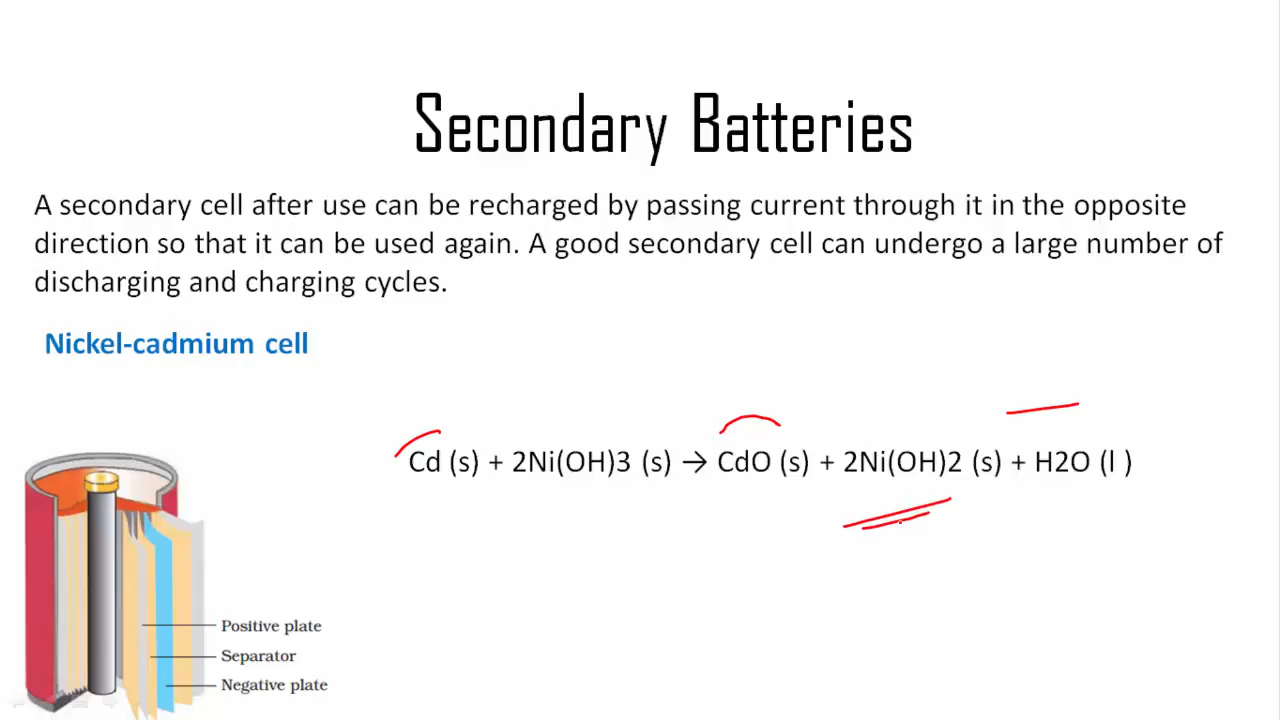 Secondary Batteries
A secondary cell after use can be recharged by passing current through it in the opposite
direction so that it can be used again. A good secondary cell can undergo a large number of
discharging and charging cycles.
Nickel-cadmium cell
Cd (s) + 2Ni(OH)3 (s) → CdO (s) + 2Ni(OH)2 (s) + H2O (l )
Positive plate
Separator
Negative plate